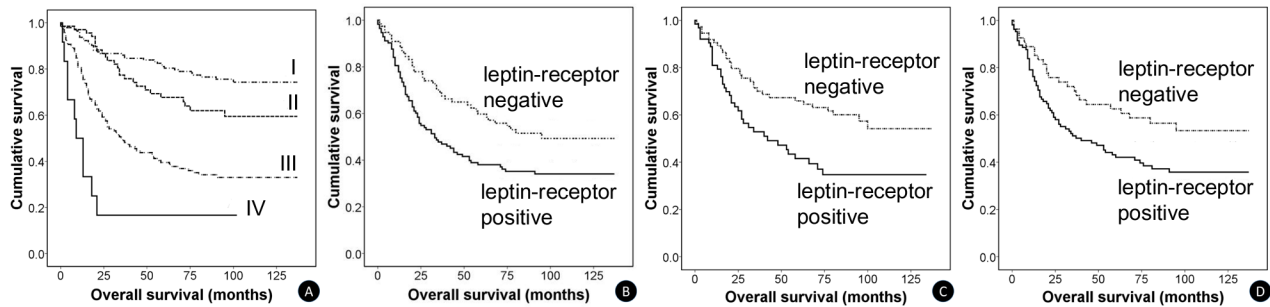 Cumulative survival
1.0
0.8
0.6
0.4
0.2
0.0
I
II
III
IV
0 25 50 75 100 125
Overall survival (months)
A
Cumulative survival
1.0
0.8
0.6
0.4
0.2
0.0
leptin-receptor
negative
leptin-receptor
positive
0 25 50 75 100 125
Overall survival (months)
B
Cumulative survival
1.0
0.8
0.6
0.4
0.2
0.0
leptin-receptor
negative
leptin-receptor
positive
0 25 50 75 100 125
Overall survival (months)
C
Cumulative survival
1.0
0.8
0.6
0.4
0.2
0.0
leptin-receptor
negative
leptin-receptor
positive
0 25 50 75 100 125
Overall survival (months)
D